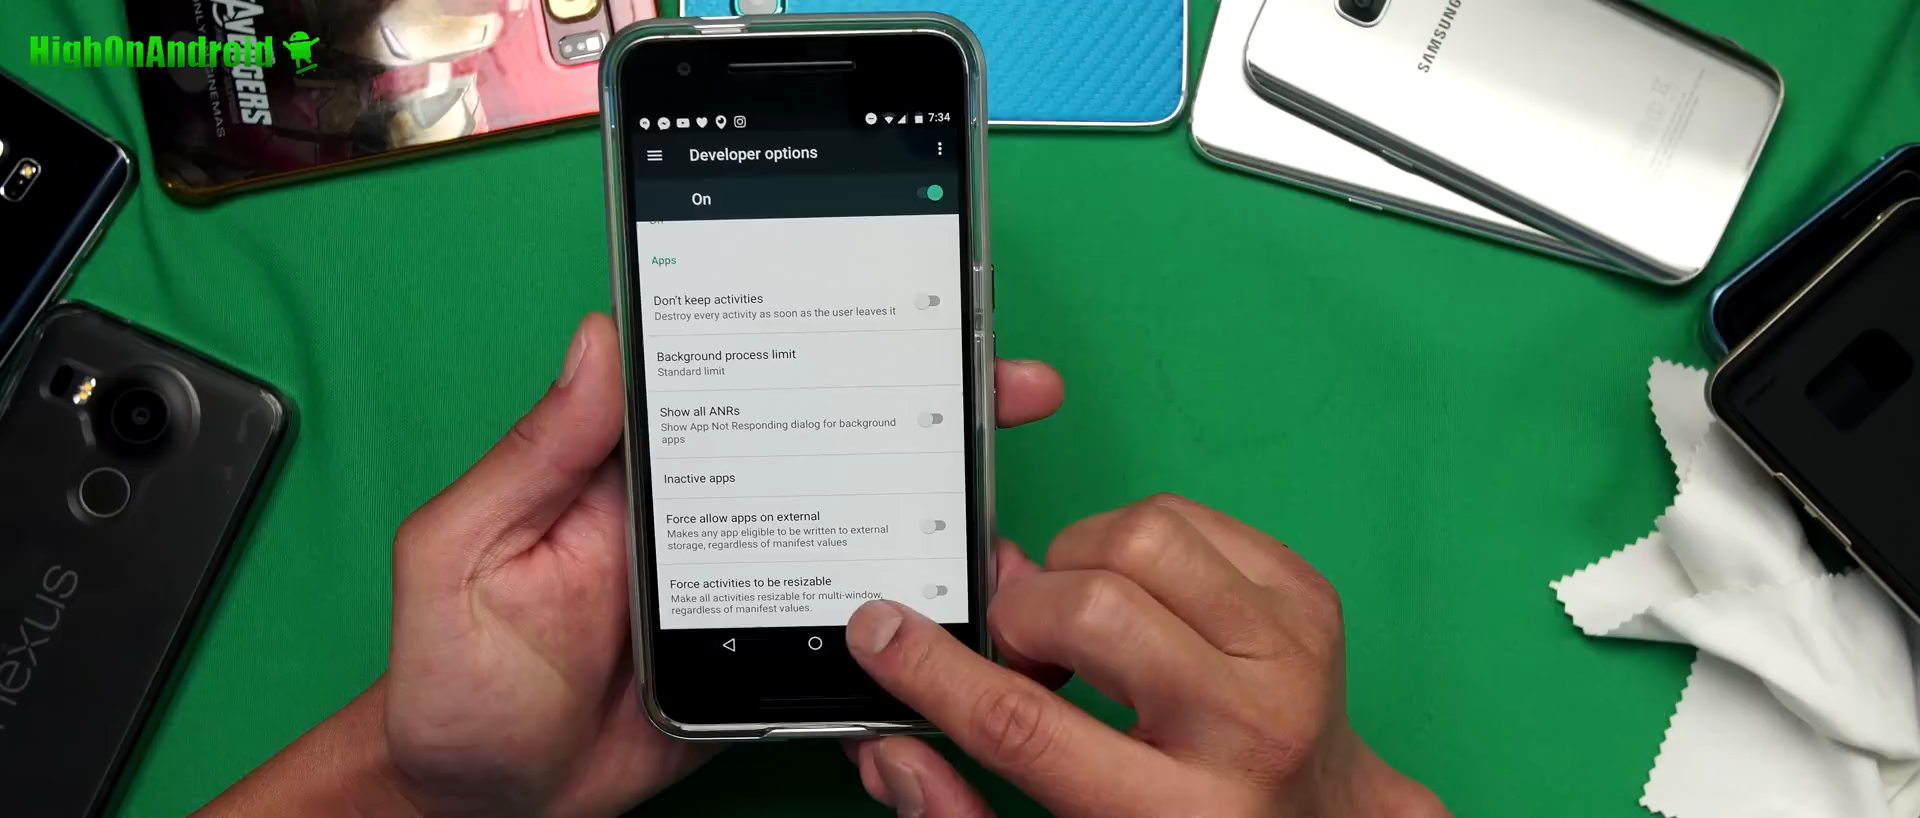 HighOnAndroid
AVENGERS
ONLY
CINEMAS
SAMSUNG
7:34
Developer options
On
Apps
Don't keep activities
Destroy every activity as soon as the user leaves it
Background process limit
Standard limit
Show all ANRs
Show App Not Responding dialog for background
apps
Inactive apps
Force allow apps on external
Makes any app eligible to be written to external
storage, regardless of manifest values
Force activities to be resizable
Make all activities resizable for multi-window,
regardless of manifest values.
nexus